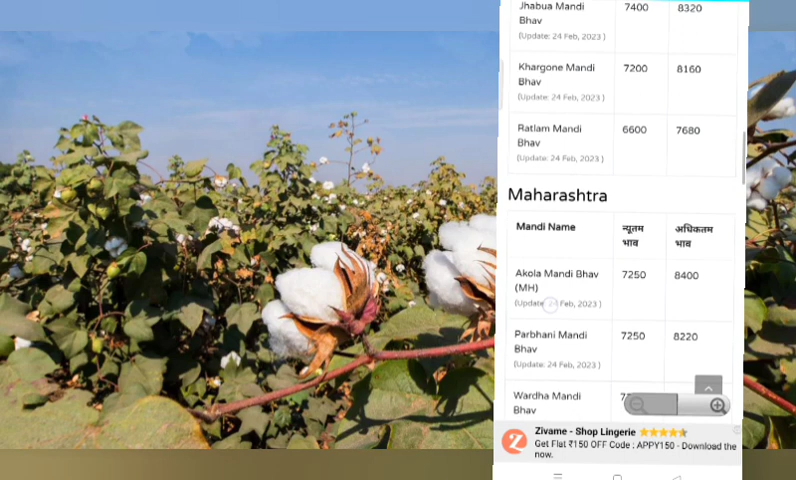 Jhabua Mandi 7400 8320
Bhav
(Update: 24 Feb, 2023 )
Khargone Mandi 7200 8160
Bhav
(Update: 24 Feb, 2023 )
Ratlam Mandi 6600 7680
Bhav
(Update: 24 Feb, 2023 )
Maharashtra
Mandi Name न्यूतम अधिकतम
भाव भाव
Akola Mandi Bhav 7250 8400
(MH)
(Update: 24 Feb, 2023 )
Parbhani Mandi 7250 8220
Bhav
(Update: 24 Feb, 2023 )
Wardha Mandi
Bhav
Zivame - Shop Lingerie
Get Flat ₹150 OFF Code : APPY150 - Download the
now.